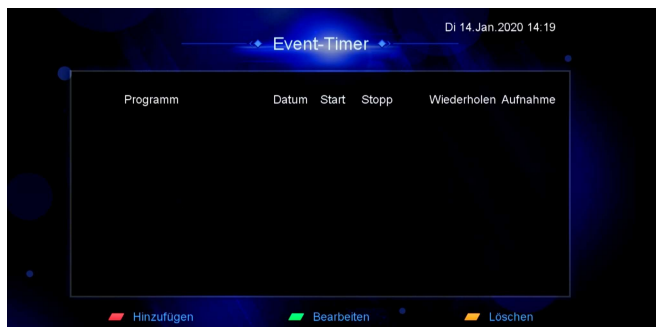 Di 14.Jan.2020 14:19
Event-Timer
Programm Datum Start Stopp Wiederholen Aufnahme
Hinzufügen Bearbeiten Löschen